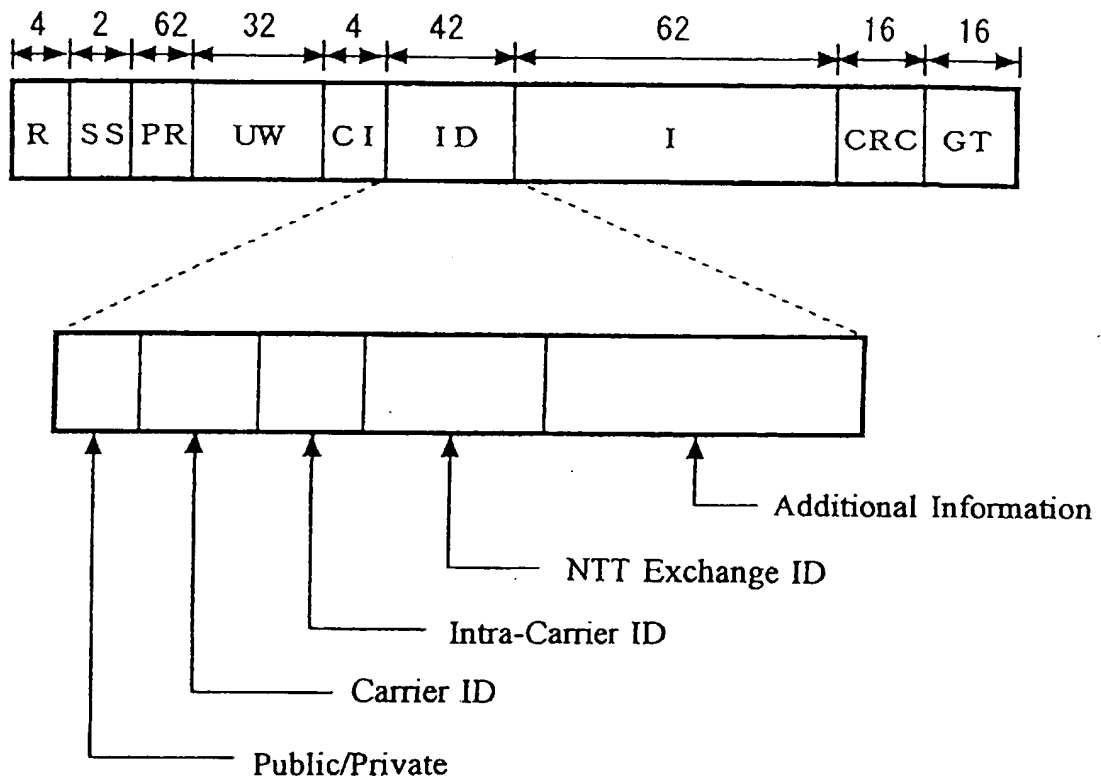 4 2 62 32 4 42 62 16 16
R SS PR UW CI ID I CRC GT
Additional Information
NTT Exchange ID
Intra-Carrier ID
Carrier ID
Public/Private